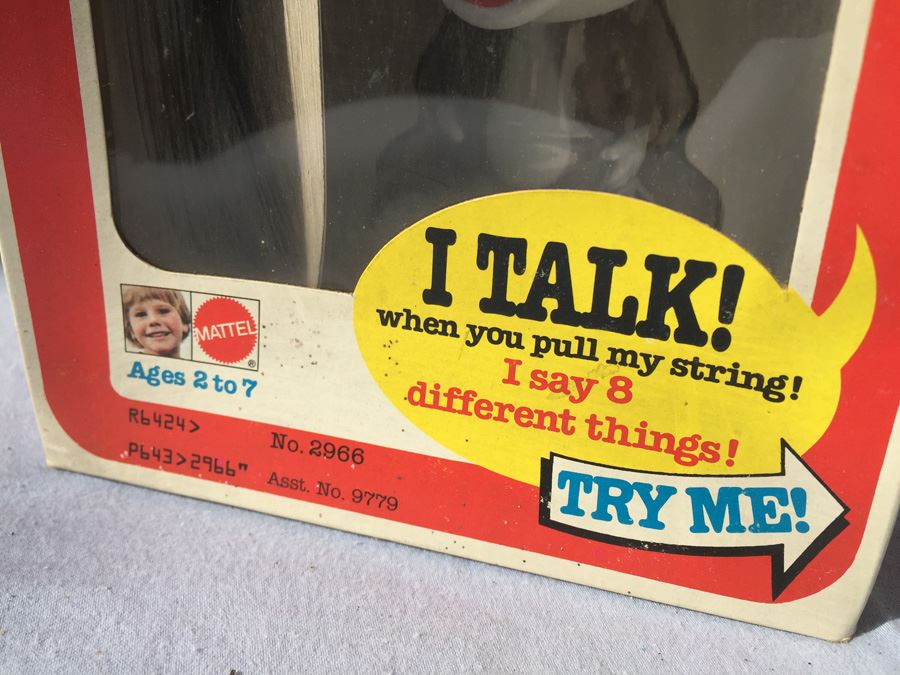 I TALK!
when you pull my string!
I say 8
different things!
TRY ME!
MATTEL
®
Ages 2 to 7
R6424>
No. 2966
P643>2966"
Asst. No. 9779